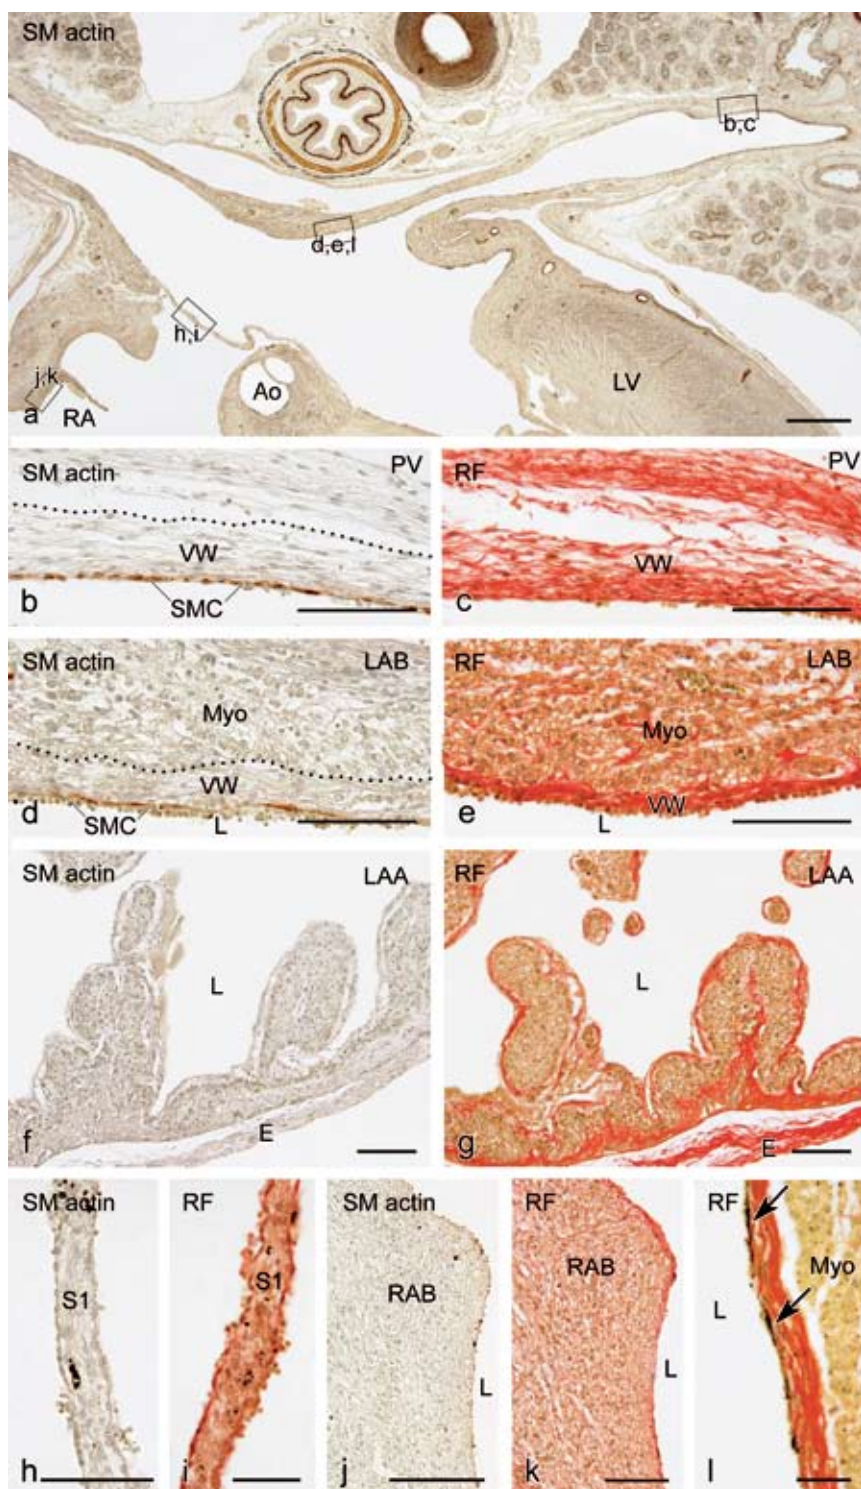 SM actin
b,c
d,e,l
h,i
j,k
Ao
LV
a
RA
SM actin
PV
VW
b
SMC
RF
PV
VW
c
SM actin
LAB
Myo
VW
d
SMC
L
RF
LAB
Myo
VW
e
L
SM actin
LAA
L
f
E
RF
LAA
L
g
E
SM actin
S1
h
RF
S1
i
SM actin
RAB
L
j
RF
RAB
L
k
RF
Myo
L
l